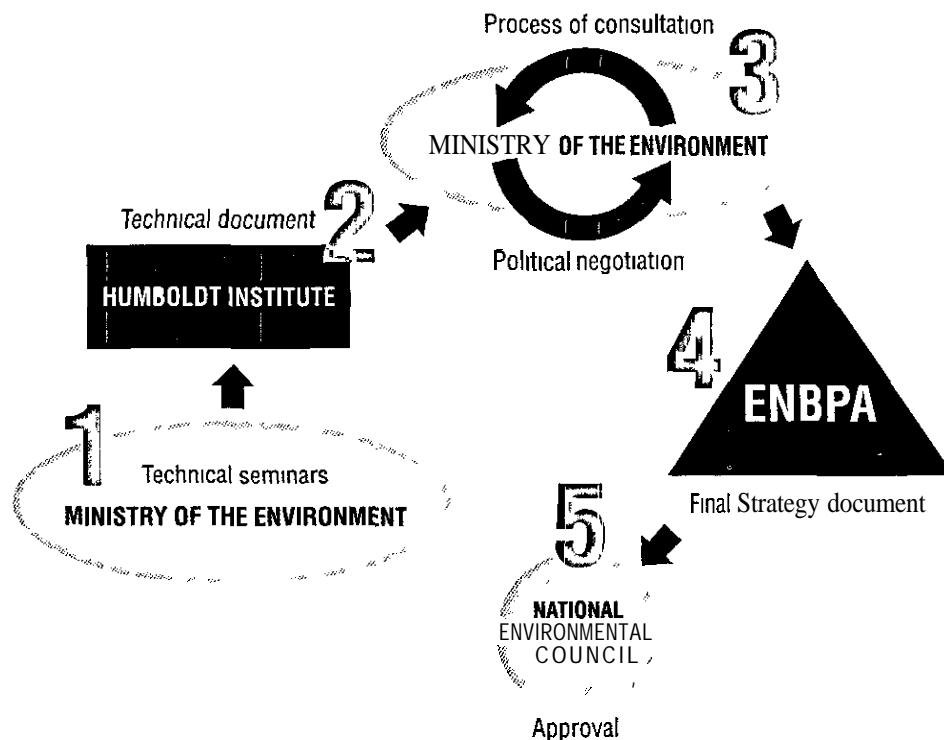 1
Technical seminars
MINISTRY OF THE ENVIRONMENT
2
Technical document
HUMBOLDT INSTITUTE
3
Process of consultation
MINISTRY OF THE ENVIRONMENT
Political negotiation
4
ENBPA
Final Strategy document
5
NATIONAL
ENVIRONMENTAL
COUNCIL
Approval